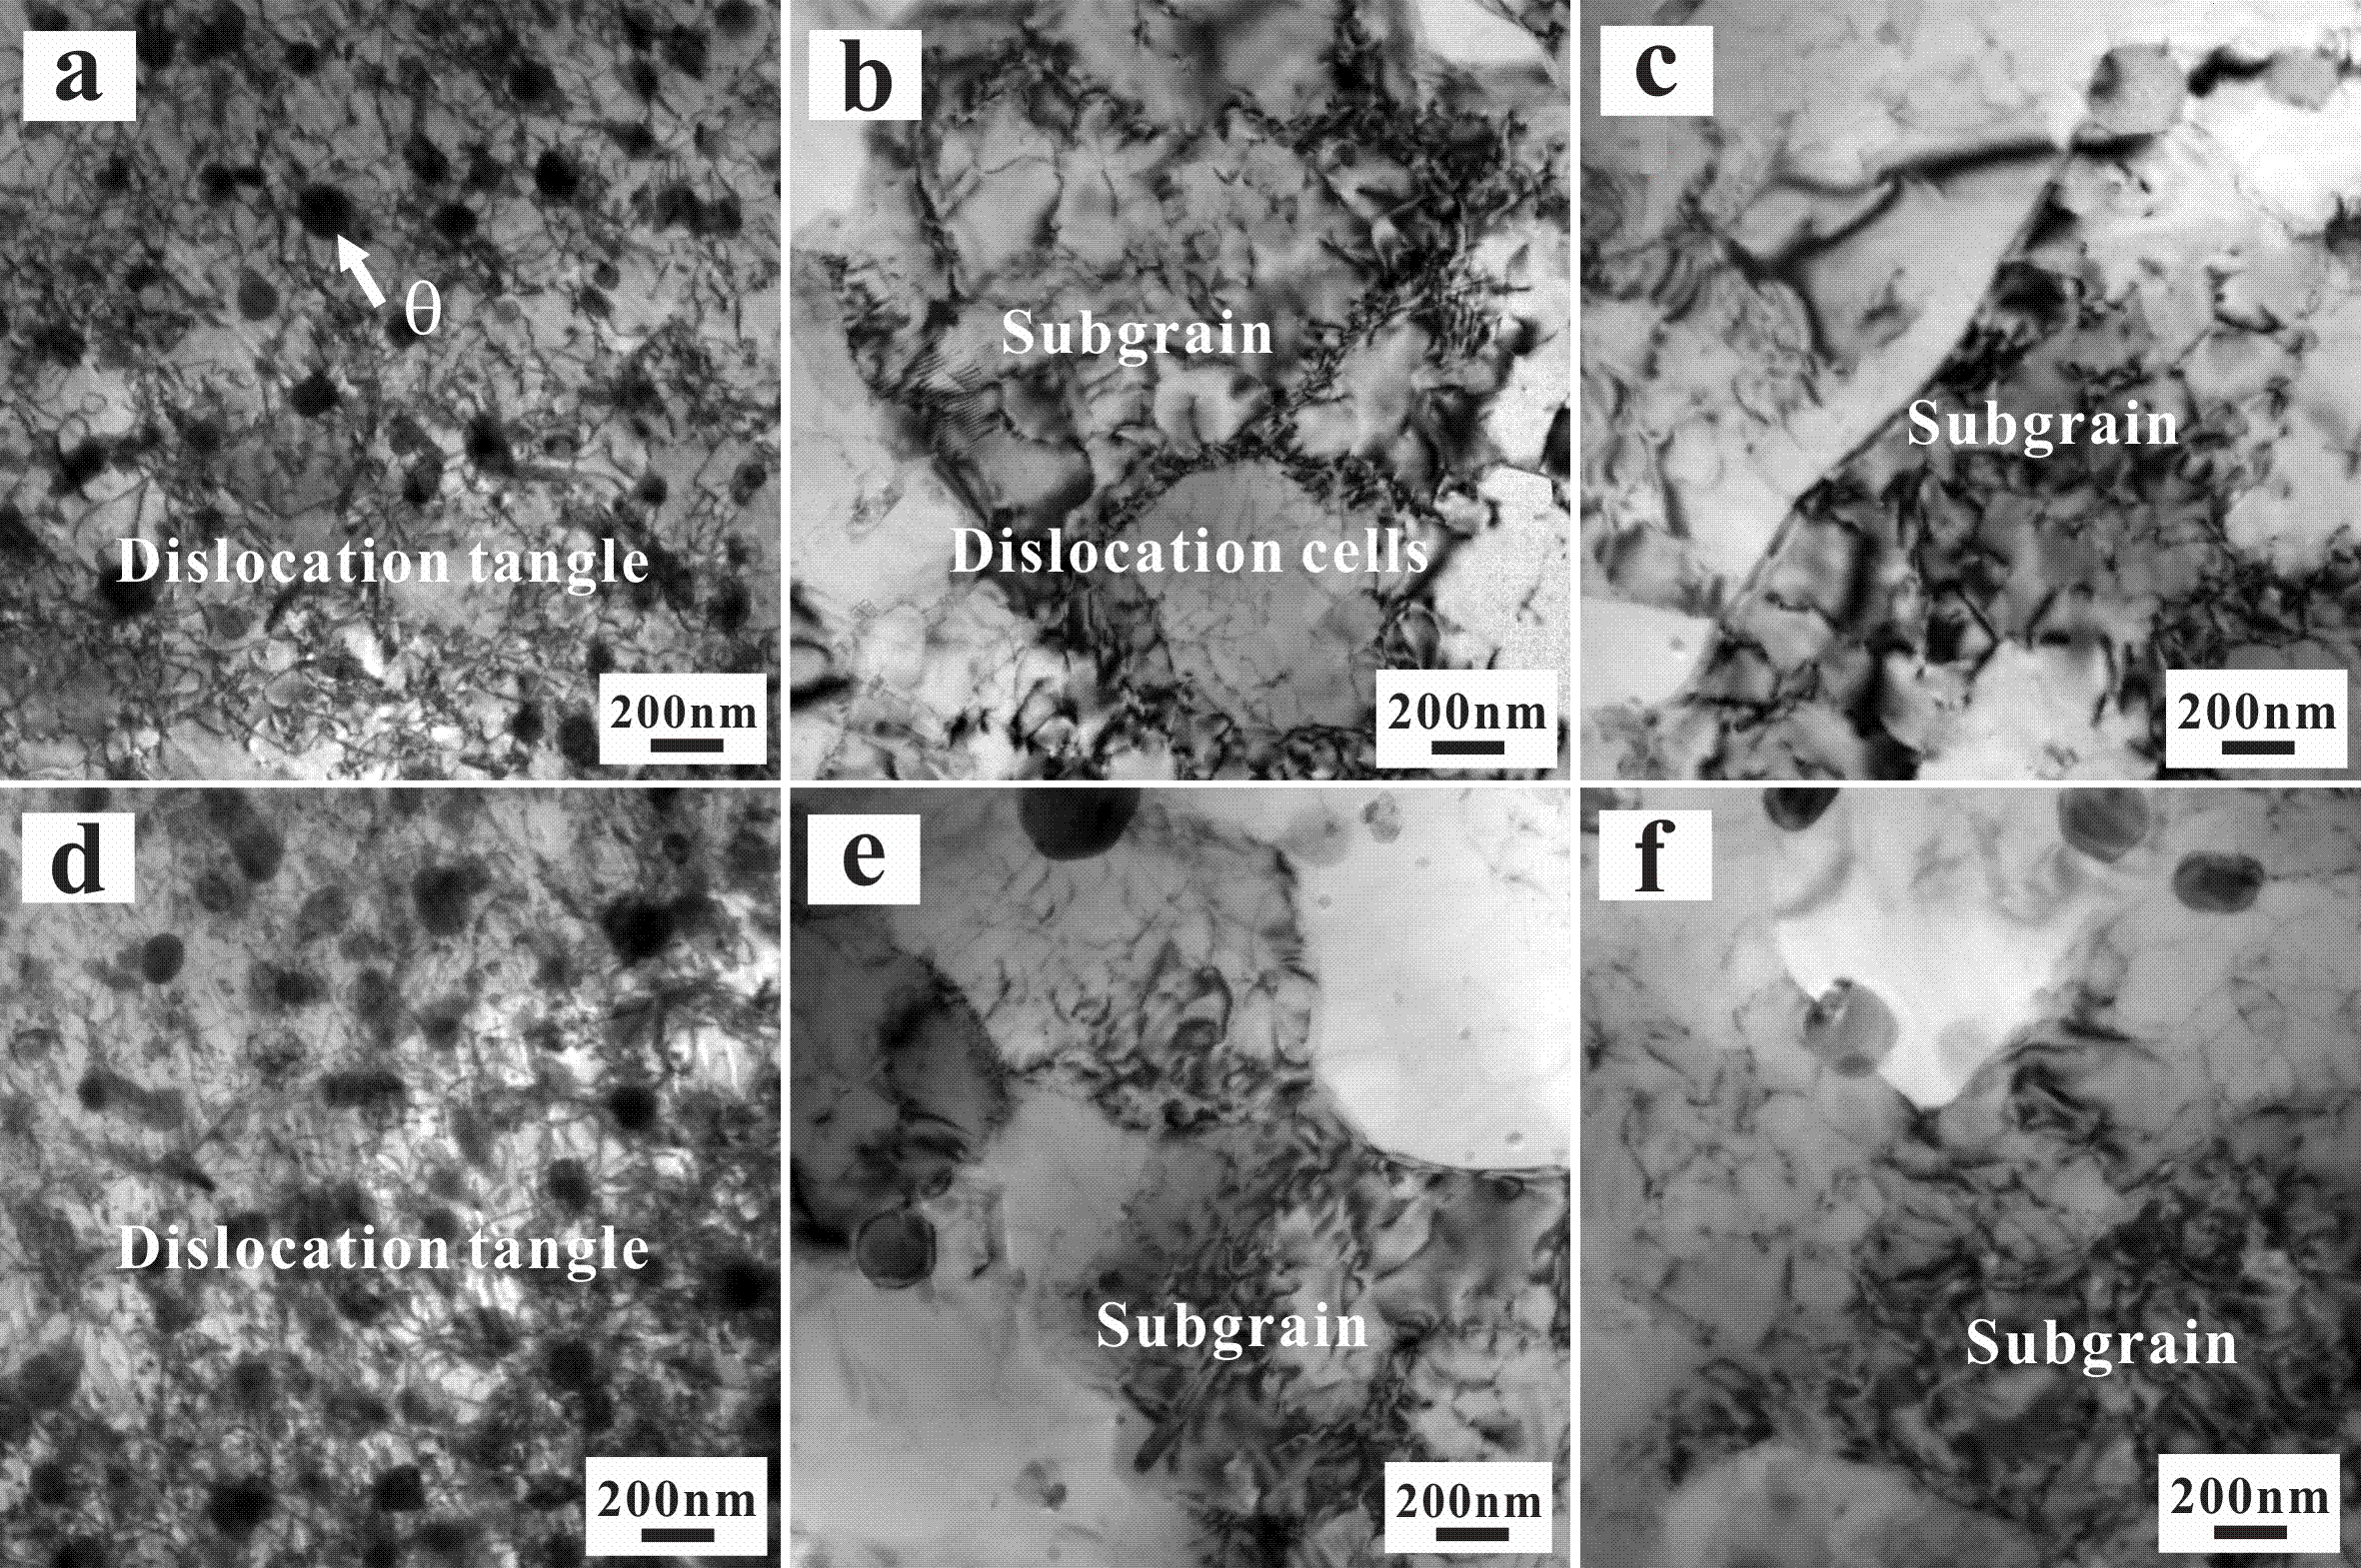 a
θ
Dislocation tangle
200nm
b
Subgrain
Dislocation cells
200nm
c
Subgrain
200nm
d
Dislocation tangle
200nm
e
Subgrain
200nm
f
Subgrain
200nm